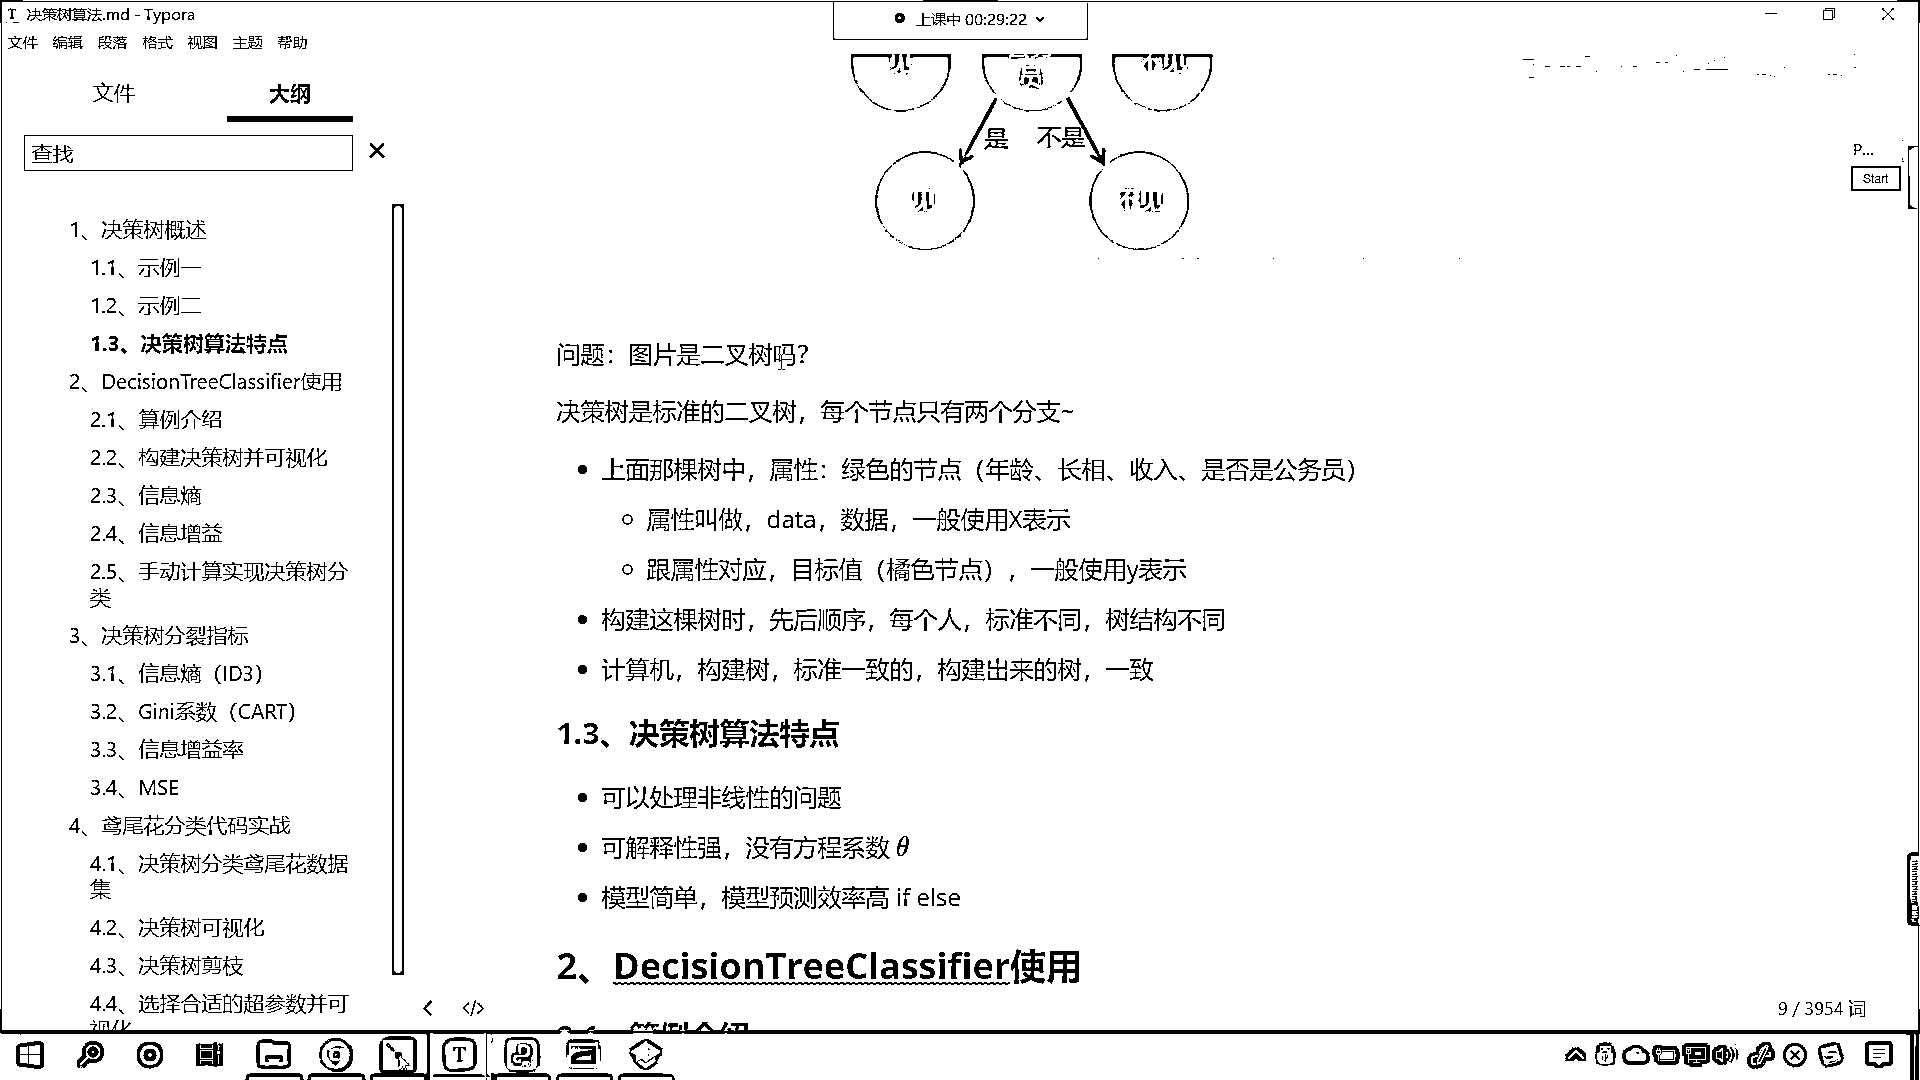 决策树算法.md - Typora
上课中 00:29:22
文件 编辑 段落 格式 视图 主题 帮助
文件
大纲
查找
1、决策树概述
1.1、示例一
1.2、示例二
1.3、决策树算法特点
2、DecisionTreeClassifier使用
2.1、算例介绍
2.2、构建决策树并可视化
2.3、信息熵
2.4、信息增益
2.5、手动计算实现决策树分
类
3、决策树分裂指标
3.1、信息熵（ID3）
3.2、Gini系数（CART）
3.3、信息增益率
3.4、MSE
4、鸢尾花分类代码实战
4.1、决策树分类鸢尾花数据
集
4.2、决策树可视化
4.3、决策树剪枝
4.4、选择合适的超参数并可
视化
员
是 不是
见
不见
问题：图片是二叉树吗？
决策树是标准的二叉树，每个节点只有两个分支~
上面那棵树中，属性：绿色的节点（年龄、长相、收入、是否是公务员）
属性叫做，data，数据，一般使用X表示
跟属性对应，目标值（橘色节点），一般使用y表示
构建这棵树时，先后顺序，每个人，标准不同，树结构不同
计算机，构建树，标准一致的，构建出来的树，一致
1.3、决策树算法特点
可以处理非线性的问题
可解释性强，没有方程系数 θ
模型简单，模型预测效率高 if else
2、DecisionTreeClassifier使用
2.1、算例介绍
P...
Start
9 / 3954 词